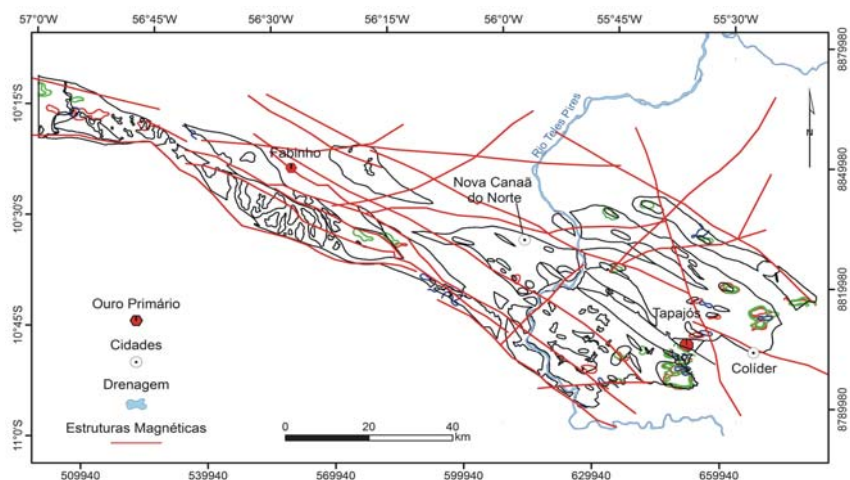 57°0'W 56°45'W 56°30'W 56°15'W 56°0'W 55°45'W 55°30'W
10°15'S
10°30'S
10°45'S
11°0'S
8879980
8849980
8819980
8789980
N
Rio Teles Pires
Fabinho
Nova Canaã
do Norte
Tapajós
Colíder
Ouro Primário
Cidades
Drenagem
Estruturas Magnéticas
0 20 40
km
509940 539940 569940 599940 629940 659940